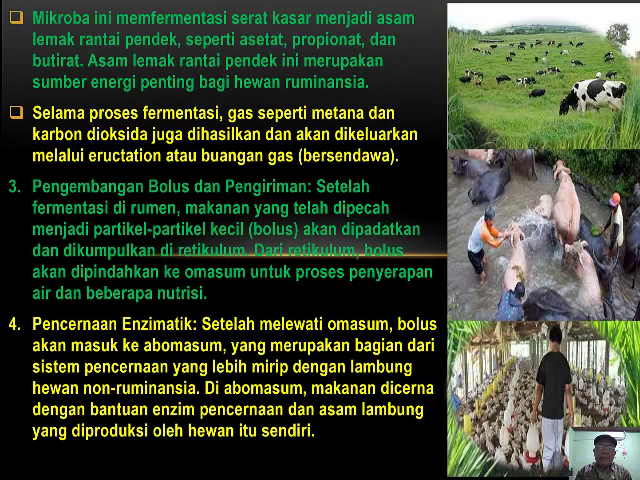 Mikroba ini memfermentasi serat kasar menjadi asam
lemak rantai pendek, seperti asetat, propionat, dan
butirat. Asam lemak rantai pendek ini merupakan
sumber energi penting bagi hewan ruminansia.
Selama proses fermentasi, gas seperti metana dan
karbon dioksida juga dihasilkan dan akan dikeluarkan
melalui eructation atau buangan gas (bersendawa).
3. Pengembangan Bolus dan Pengiriman: Setelah
fermentasi di rumen, makanan yang telah dipecah
menjadi partikel-partikel kecil (bolus) akan dipadatkan
dan dikumpulkan di retikulum. Dari retikulum, bolus
akan dipindahkan ke omasum untuk proses penyerapan
air dan beberapa nutrisi.
4. Pencernaan Enzimatik: Setelah melewati omasum, bolus
akan masuk ke abomasum, yang merupakan bagian dari
sistem pencernaan yang lebih mirip dengan lambung
hewan non-ruminansia. Di abomasum, makanan dicerna
dengan bantuan enzim pencernaan dan asam lambung
yang diproduksi oleh hewan itu sendiri.